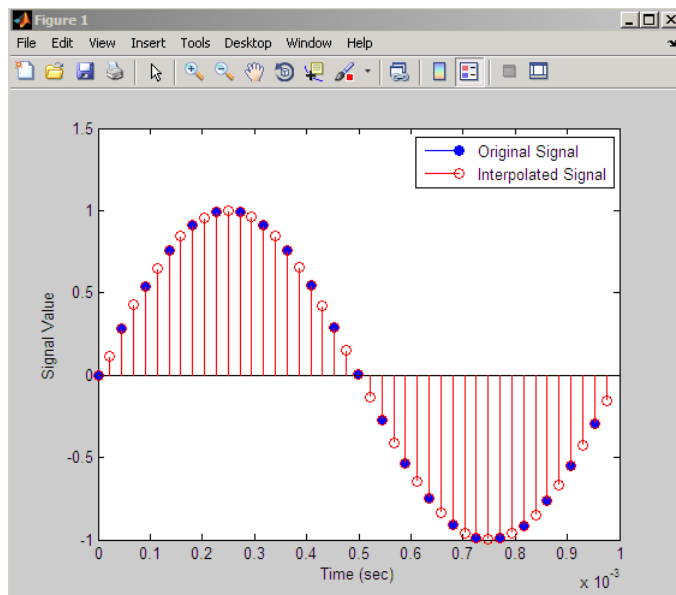 Figure 1
File Edit View Insert Tools Desktop Window Help
Original Signal
Interpolated Signal
1.5
1
0.5
0
-0.5
-1
Signal Value
0 0.1 0.2 0.3 0.4 0.5 0.6 0.7 0.8 0.9 1
Time (sec)
x 10⁻³